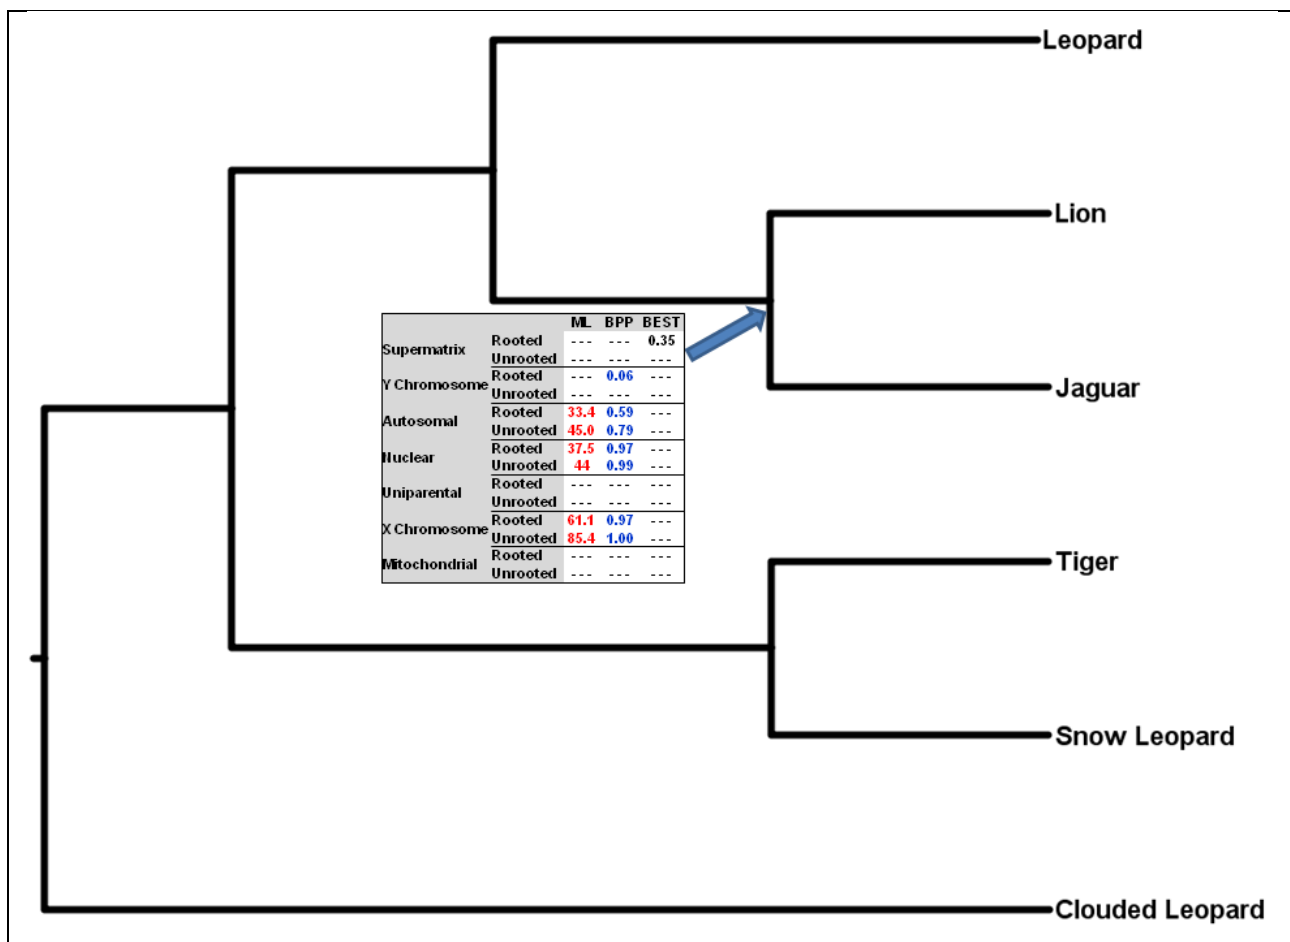 Leopard
Lion
ML BPP BEST
Supermatrix Rooted --- --- 0.35
Unrooted --- --- ---
Y Chromosome Rooted --- 0.06 ---
Unrooted --- --- ---
Autosomal Rooted 33.4 0.59 ---
Unrooted 45.0 0.79 ---
Nuclear Rooted 37.5 0.97 ---
Unrooted 44 0.99 ---
Uniparental Rooted --- --- ---
Unrooted --- --- ---
X Chromosome Rooted 61.1 0.97 ---
Unrooted 85.4 1.00 ---
Mitochondrial Rooted --- --- ---
Unrooted --- --- ---
Jaguar
Tiger
Snow Leopard
Clouded Leopard